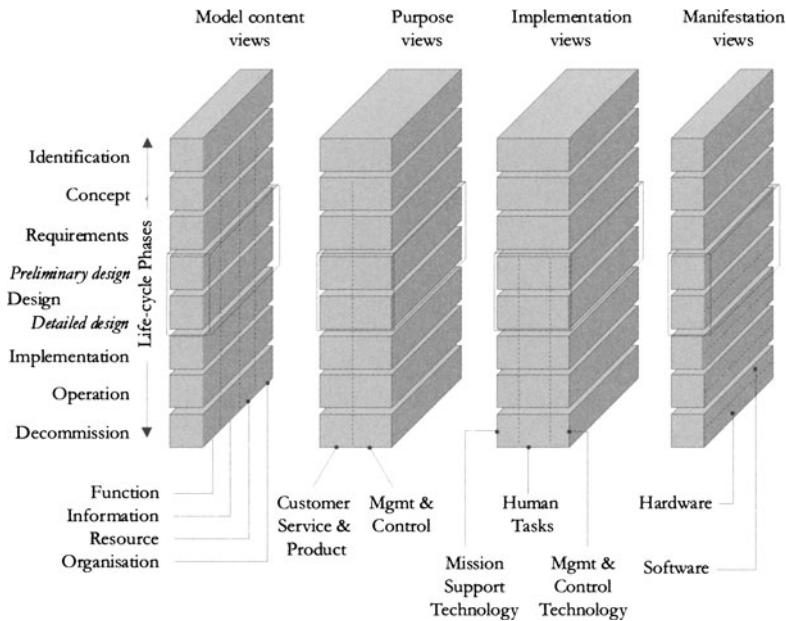 Model content
views
Purpose
views
Implementation
views
Manifestation
views
Identification
Concept
Requirements
Preliminary design
Design
Detailed design
Implementation
Operation
Decommission
Life-cycle Phases
Function
Information
Resource
Organisation
Customer
Service &
Product
Mgmt &
Control
Mission
Support
Technology
Human
Tasks
Mgmt &
Control
Technology
Hardware
Software